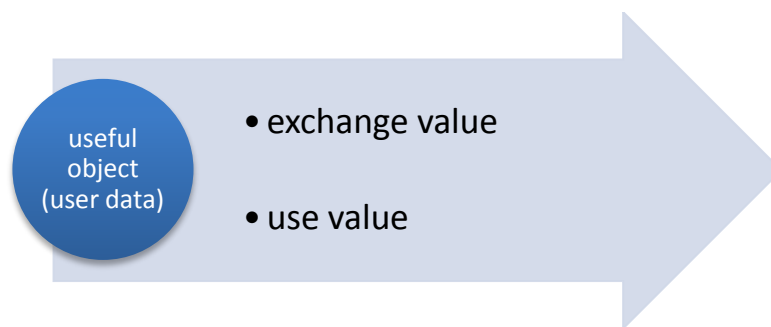 useful
object
(user data)
• exchange value
• use value